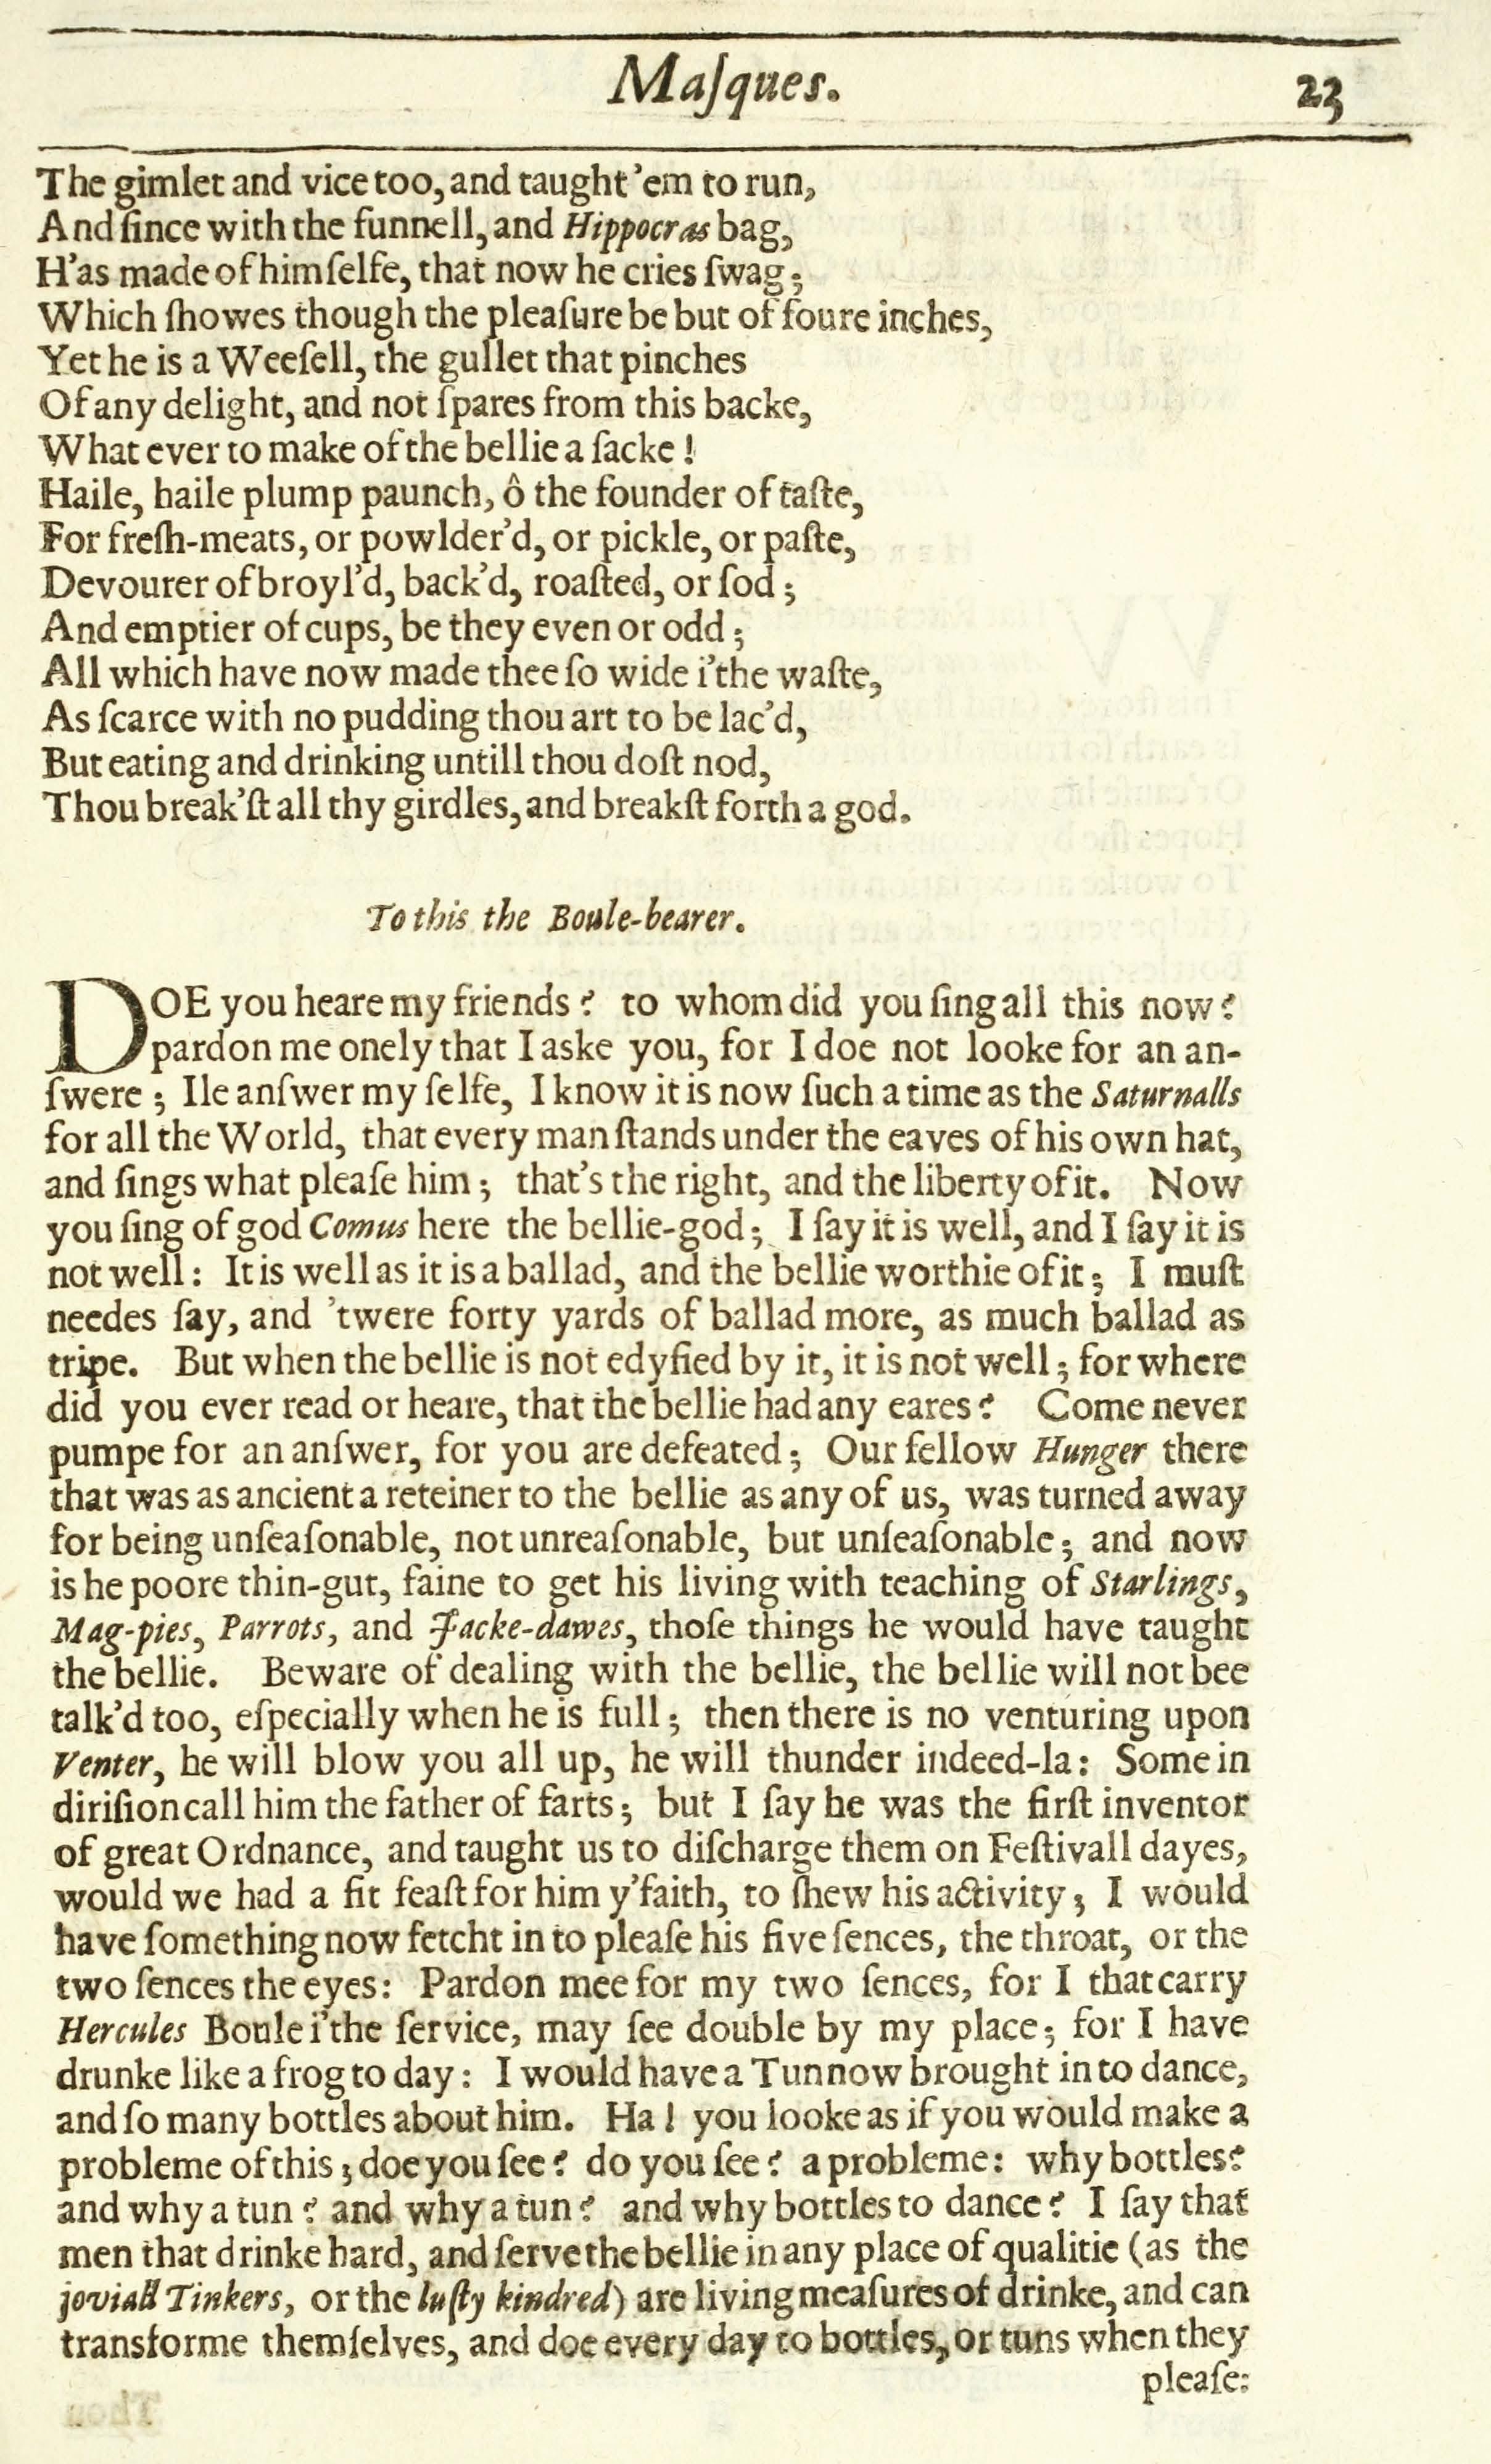 Maſques.
23
The gimlet and vice too, and taught 'em to run,
And ſince with the funnell, and Hippocras bag,
H'as made of himſelfe, that now he cries ſwag;
Which ſhowes though the pleaſure be but of foure inches,
Yet he is a Weeſell, the gullet that pinches
Of any delight, and not ſpares from this backe,
What ever to make of the bellie a ſacke!
Haile, haile plump paunch, ô the founder of taſte,
For freſh-meats, or powlder'd, or pickle, or paſte,
Devourer of broyl'd, back'd, roaſted, or ſod;
And emptier of cups, be they even or odd;
All which have now made thee ſo wide i'the waſte,
As ſcarce with no pudding thou art to be lac'd,
But eating and drinking untill thou doſt nod,
Thou break'ſt all thy girdles, and breakſt forth a god.
To this the Boule-bearer.
DOE you heare my friends? to whom did you ſing all this now?
pardon me onely that I aske you, for I doe not looke for an an-
ſwere; Ile anſwer my ſelfe, I know it is now ſuch a time as the Saturnalls
for all the World, that every man ſtands under the eaves of his own hat,
and ſings what pleaſe him; that's the right, and the liberty of it. Now
you ſing of god Comus here the bellie-god; I ſay it is well, and I ſay it is
not well: It is well as it is a ballad, and the bellie worthie of it; I muſt
needes ſay, and 'twere forty yards of ballad more, as much ballad as
tripe. But when the bellie is not edyfied by it, it is not well; for where
did you ever read or heare, that the bellie had any eares? Come never
pumpe for an anſwer, for you are defeated; Our fellow Hunger there
that was as ancient a reteiner to the bellie as any of us, was turned away
for being unſeaſonable, not unreaſonable, but unſeaſonable; and now
is he poore thin-gut, faine to get his living with teaching of Starlings,
Mag-pies, Parrots, and Jacke-dawes, thoſe things he would have taught
the bellie. Beware of dealing with the bellie, the bellie will not bee
talk'd too, eſpecially when he is full; then there is no venturing upon
Venter, he will blow you all up, he will thunder indeed-la: Some in
diriſion call him the father of farts; but I ſay he was the firſt inventor
of great Ordnance, and taught us to diſcharge them on Feſtivall dayes,
would we had a fit feaſt for him y'faith, to ſhew his activity; I would
have ſomething now fetcht in to pleaſe his five ſences, the throat, or the
two ſences the eyes: Pardon mee for my two ſences, for I that carry
Hercules Boule i'the ſervice, may ſee double by my place; for I have
drunke like a frog to day: I would have a Tun now brought in to dance,
and ſo many bottles about him. Ha! you looke as if you would make a
probleme of this; doe you ſee? do you ſee? a probleme: why bottles?
and why a tun? and why a tun? and why bottles to dance? I ſay that
men that drinke hard, and ſerve the bellie in any place of qualitie (as the
joviall Tinkers, or the luſty kindred) are living meaſures of drinke, and can
transforme themſelves, and doe every day to bottles, or tuns when they
pleaſe: